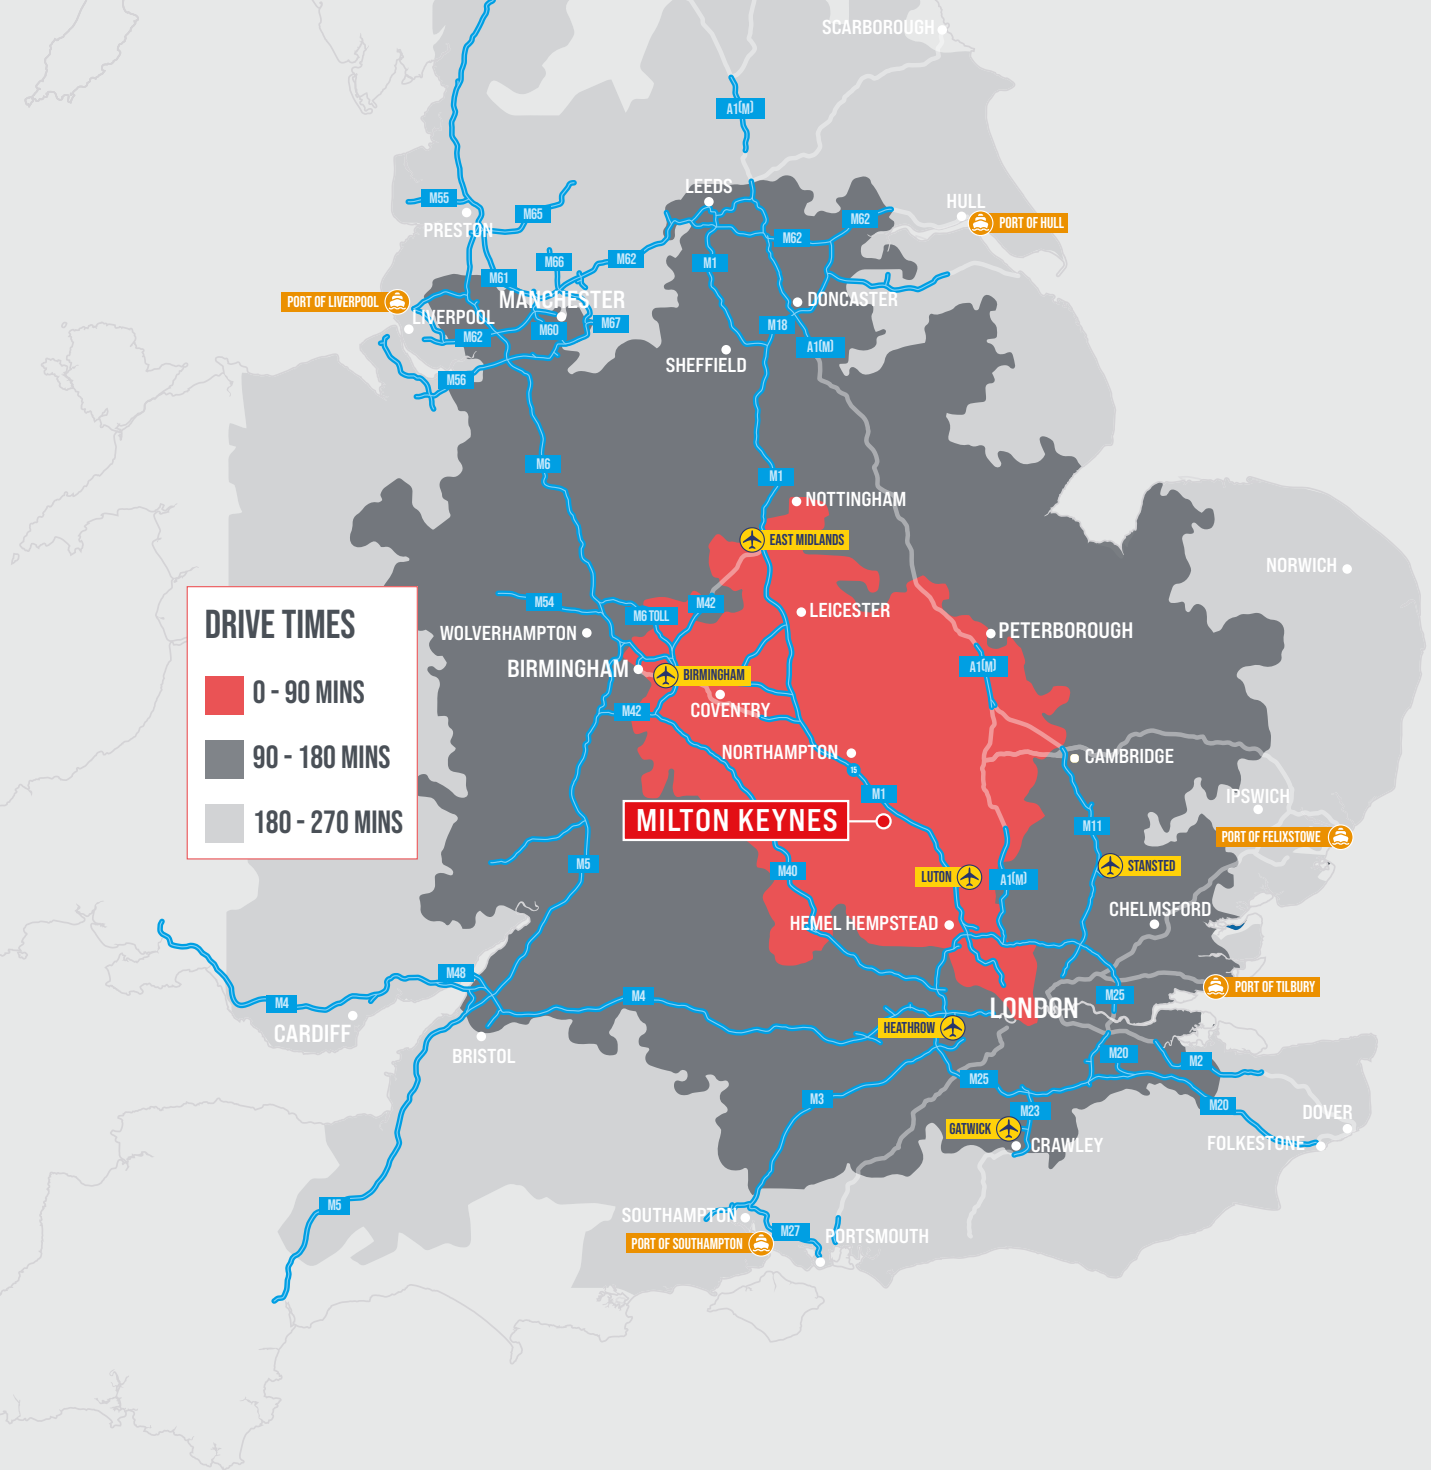 SCARBOROUGH
A1(M)
LEEDS
M55
M65
PRESTON
M62
HULL
PORT OF HULL
M62
M66
M62
M1
M61
PORT OF LIVERPOOL
MANCHESTER
DONCASTER
LIVERPOOL
M62
M60
M67
M18
A1(M)
SHEFFIELD
M56
M6
M1
NOTTINGHAM
EAST MIDLANDS
NORWICH
DRIVE TIMES
0 - 90 MINS
90 - 180 MINS
180 - 270 MINS
M54
M6 TOLL
M42
LEICESTER
WOLVERHAMPTON
PETERBOROUGH
BIRMINGHAM
BIRMINGHAM
A1(M)
M42
COVENTRY
NORTHAMPTON
15
CAMBRIDGE
M1
IPSWICH
MILTON KEYNES
M11
PORT OF FELIXSTOWE
M5
M40
LUTON
A1(M)
STANSTED
HEMEL HEMPSTEAD
CHELMSFORD
M48
M4
M4
M25
PORT OF TILBURY
LONDON
CARDIFF
HEATHROW
BRISTOL
M20
M2
M25
M3
M23
M20
GATWICK
CRAWLEY
DOVER
FOLKESTONE
M5
SOUTHAMPTON
M27
PORTSMOUTH
PORT OF SOUTHAMPTON